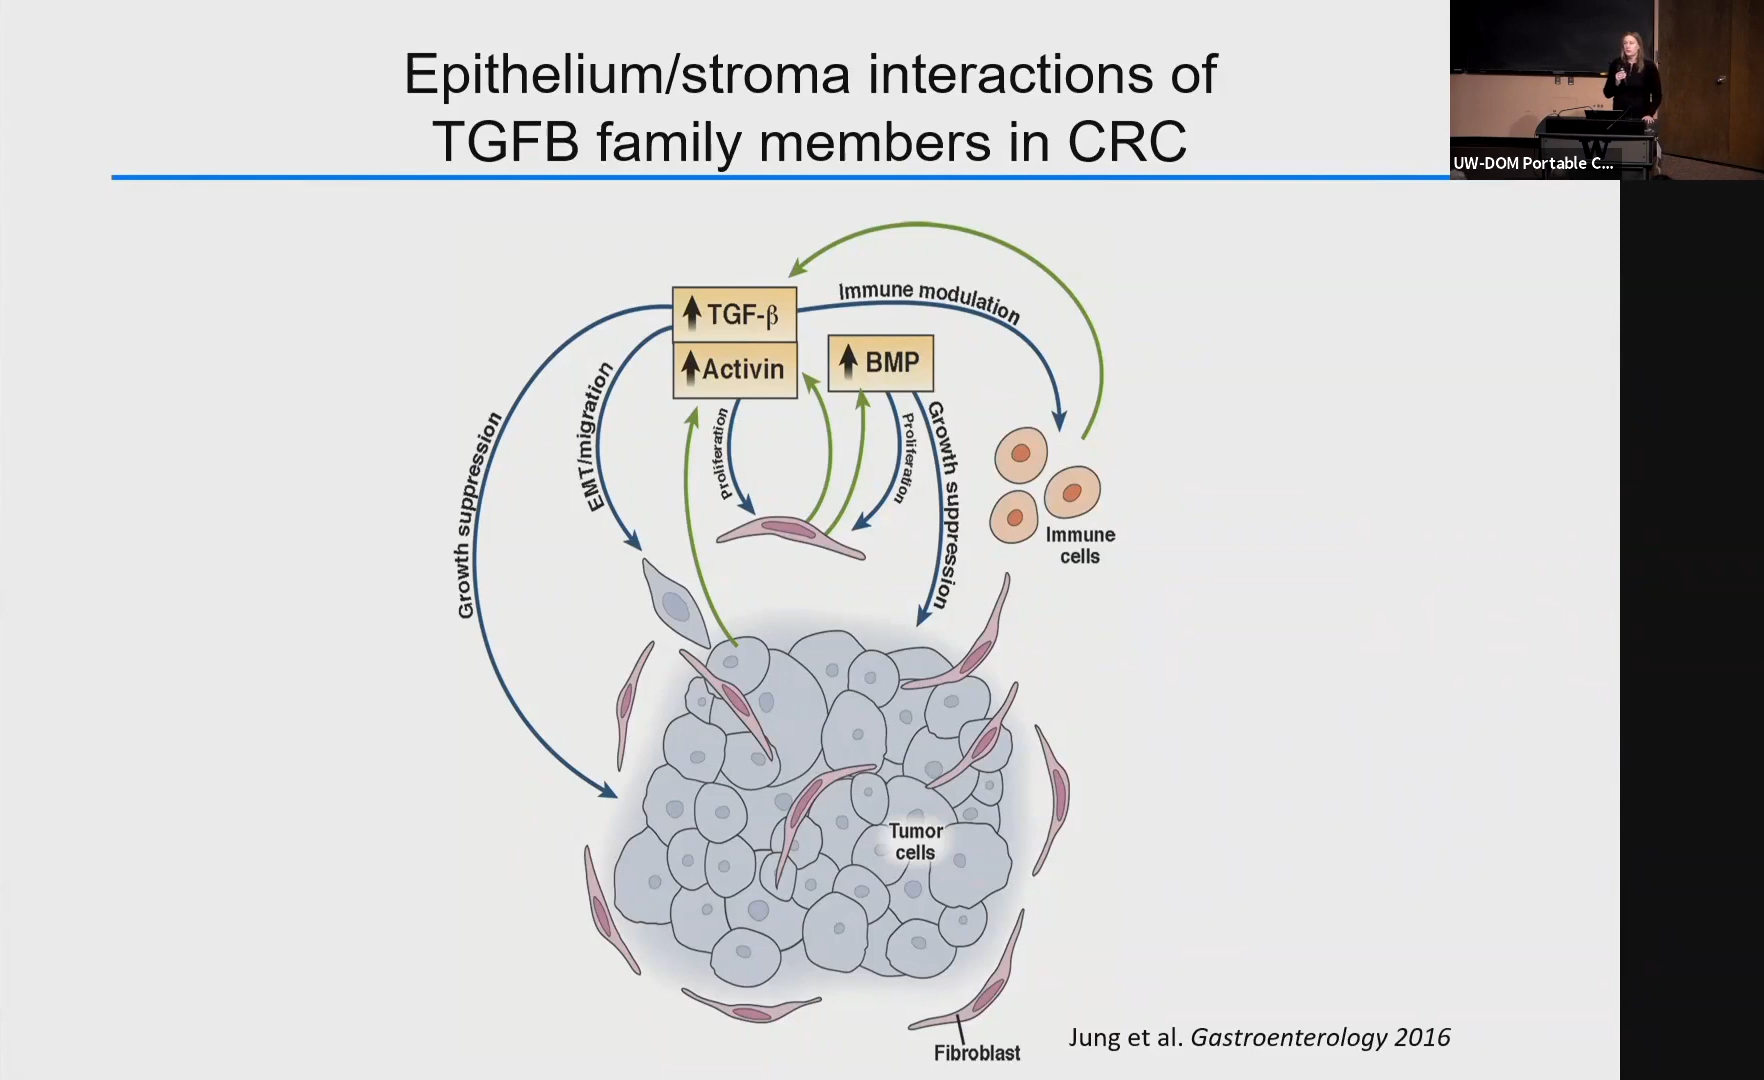 Epithelium/stroma interactions of
TGFB family members in CRC
UW-DOM Portable C...
W
Immune modulation
TGF-β
Activin
BMP
Growth suppression
EMT/migration
Proliferation
Proliferation
Growth suppression
Immune
cells
Tumor
cells
Fibroblast
Jung et al. Gastroenterology 2016